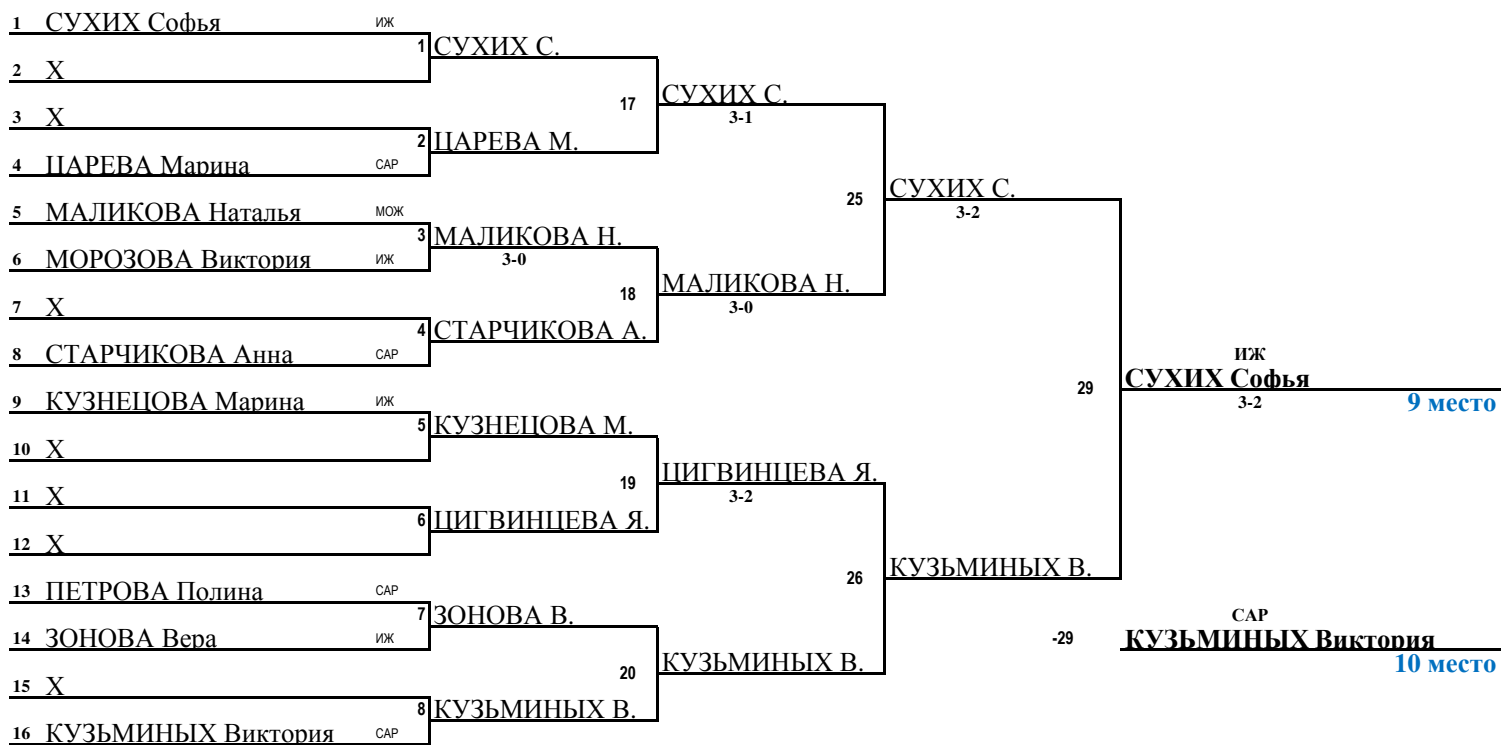 1 СУХИХ Софья ИЖ
1 СУХИХ С.
2 X
17 СУХИХ С.
3-1
3 X
2 ЦАРЕВА М.
4 ЦАРЕВА Марина САР
25 СУХИХ С.
3-2
5 МАЛИКОВА Наталья МОЖ
3 МАЛИКОВА Н.
3-0
6 МОРОЗОВА Виктория ИЖ
18 МАЛИКОВА Н.
3-0
7 X
4 СТАРЧИКОВА А.
8 СТАРЧИКОВА Анна САР
ИЖ
29 СУХИХ Софья
3-2
9 место
9 КУЗНЕЦОВА Марина ИЖ
5 КУЗНЕЦОВА М.
10 X
19 ЦИГВИНЦЕВА Я.
3-2
11 X
6 ЦИГВИНЦЕВА Я.
12 X
26 КУЗЬМИНЫХ В.
13 ПЕТРОВА Полина САР
7 ЗОНОВА В.
14 ЗОНОВА Вера ИЖ
САР
-29 КУЗЬМИНЫХ Виктория
10 место
20 КУЗЬМИНЫХ В.
15 X
8 КУЗЬМИНЫХ В.
16 КУЗЬМИНЫХ Виктория САР